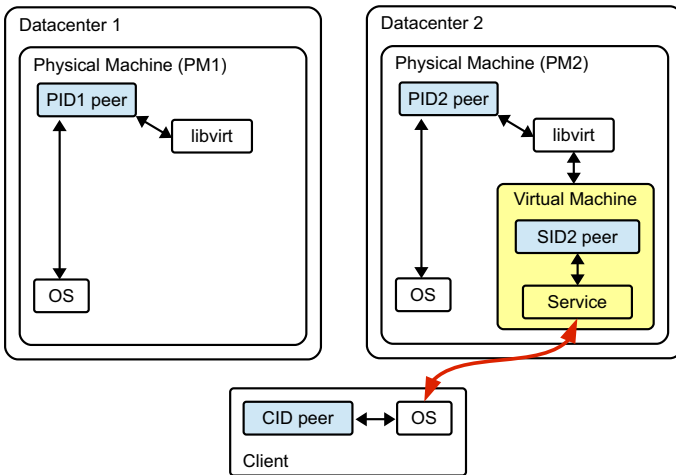 Datacenter 1
Physical Machine (PM1)
PID1 peer
libvirt
OS
Datacenter 2
Physical Machine (PM2)
PID2 peer
libvirt
Virtual Machine
SID2 peer
OS
Service
CID peer
OS
Client